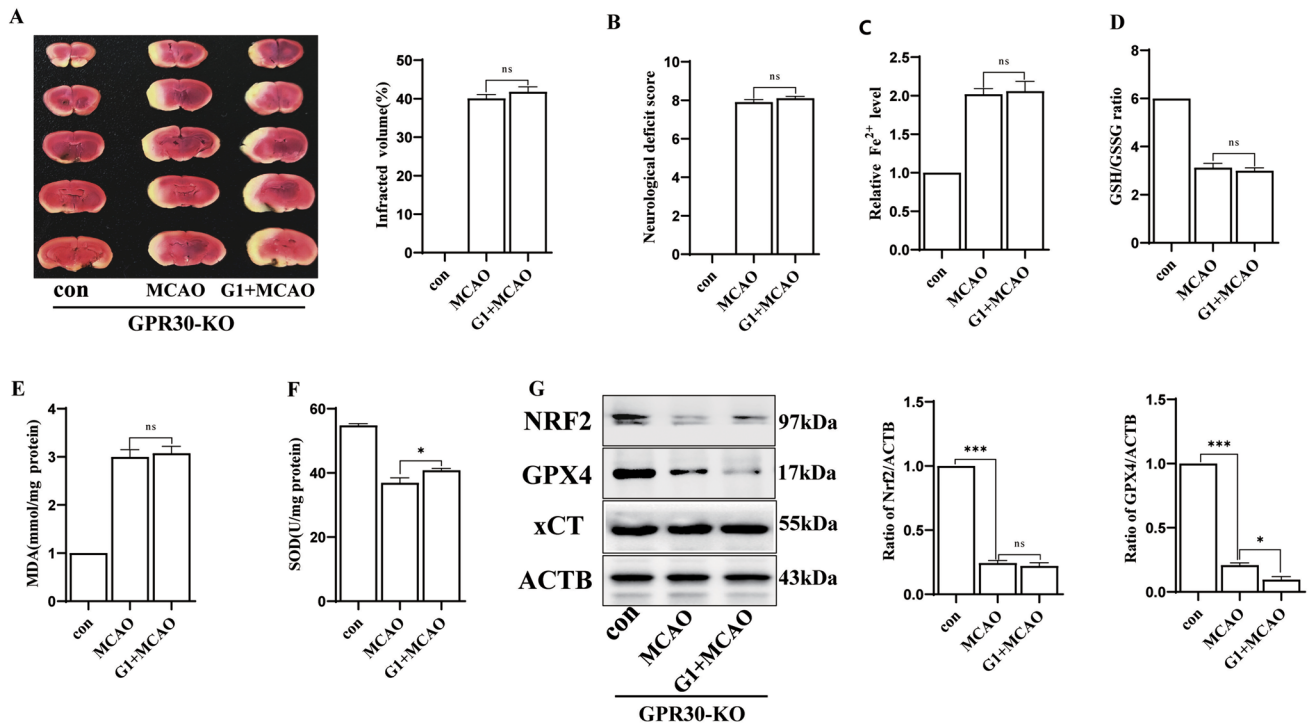 A
con
MCAO
G1+MCAO
GPR30-KO
Infracted volume(%)
50
40
30
20
10
0
ns
con
MCAO
G1+MCAO
B
Neurological deficit score
10
8
6
4
2
0
ns
con
MCAO
G1+MCAO
C
Relative Fe²⁺ level
2.5
2.0
1.5
1.0
0.5
0.0
ns
con
MCAO
G1+MCAO
D
GSH/GSSG ratio
8
6
4
2
0
ns
con
MCAO
G1+MCAO
E
MDA(mmol/mg protein)
4
3
2
1
0
ns
con
MCAO
G1+MCAO
F
SOD(U/mg protein)
60
40
20
0
*
con
MCAO
G1+MCAO
G
NRF2 97kDa
GPX4 17kDa
xCT 55kDa
ACTB 43kDa
con
MCAO
G1+MCAO
GPR30-KO
Ratio of Nrf2/ACTB
1.5
1.0
0.5
0.0
***
ns
con
MCAO
G1+MCAO
Ratio of GPX4/ACTB
1.5
1.0
0.5
0.0
***
*
con
MCAO
G1+MCAO